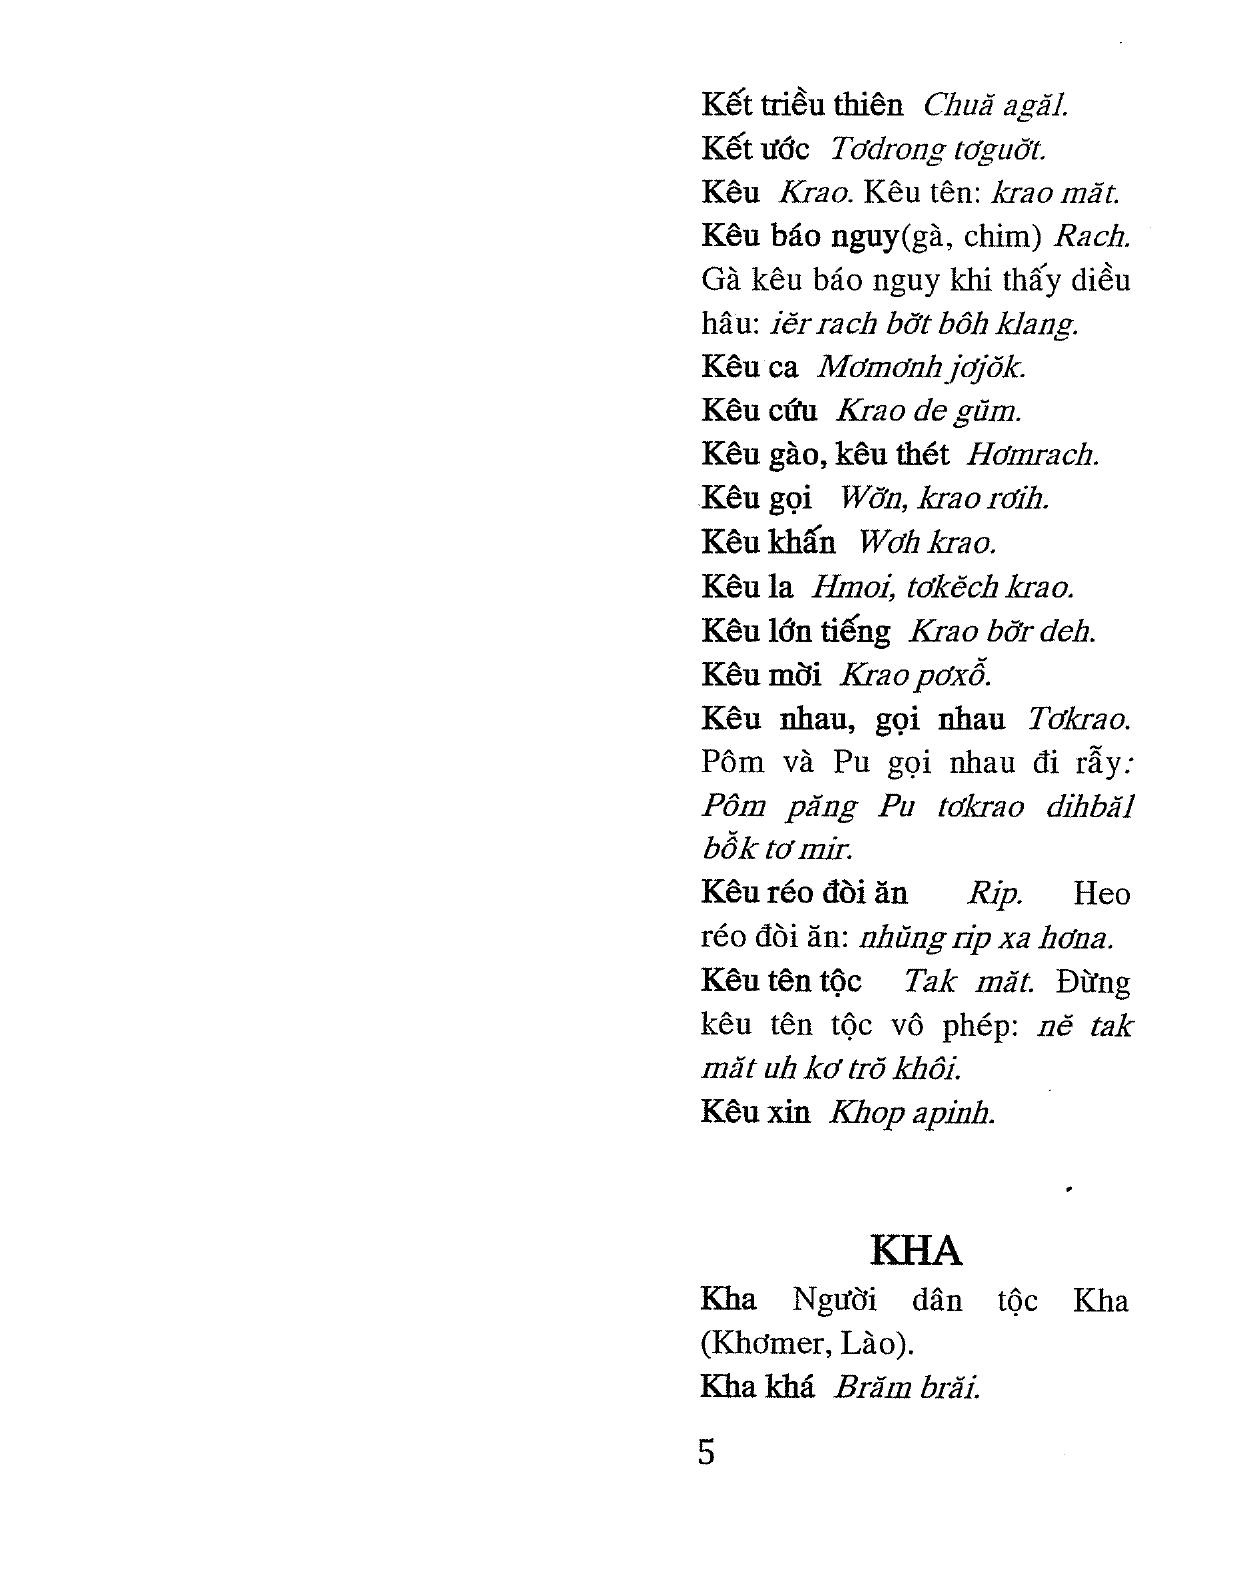 Kết triều thiên Chuă agăl.
Kết ước Tơdrong tơguơ̆t.
Kêu Krao. Kêu tên: krao măt.
Kêu báo nguy(gà, chim) Rach.
Gà kêu báo nguy khi thấy diều
hâu: iĕr rach bơ̆t bôh klang.
Kêu ca Mơmơnh jơjŏk.
Kêu cứu Krao de gŭm.
Kêu gào, kêu thét Hơmrach.
Kêu gọi Wơ̆n, krao rơih.
Kêu khấn Wơh krao.
Kêu la Hmoi, tơkĕch krao.
Kêu lớn tiếng Krao bơ̆r deh.
Kêu mời Krao pơxô̆.
Kêu nhau, gọi nhau Tơkrao.
Pôm và Pu gọi nhau đi rẫy:
Pôm păng Pu tơkrao dihbăl
bô̆k tơ mir.
Kêu réo đòi ăn Rip. Heo
réo đòi ăn: nhŭng rip xa hơna.
Kêu tên tộc Tak măt. Đừng
kêu tên tộc vô phép: nĕ tak
măt uh kơ trŏ khôi.
Kêu xin Khop apinh.
KHA
Kha Người dân tộc Kha
(Khơmer, Lào).
Kha khá Brăm brăi.
5